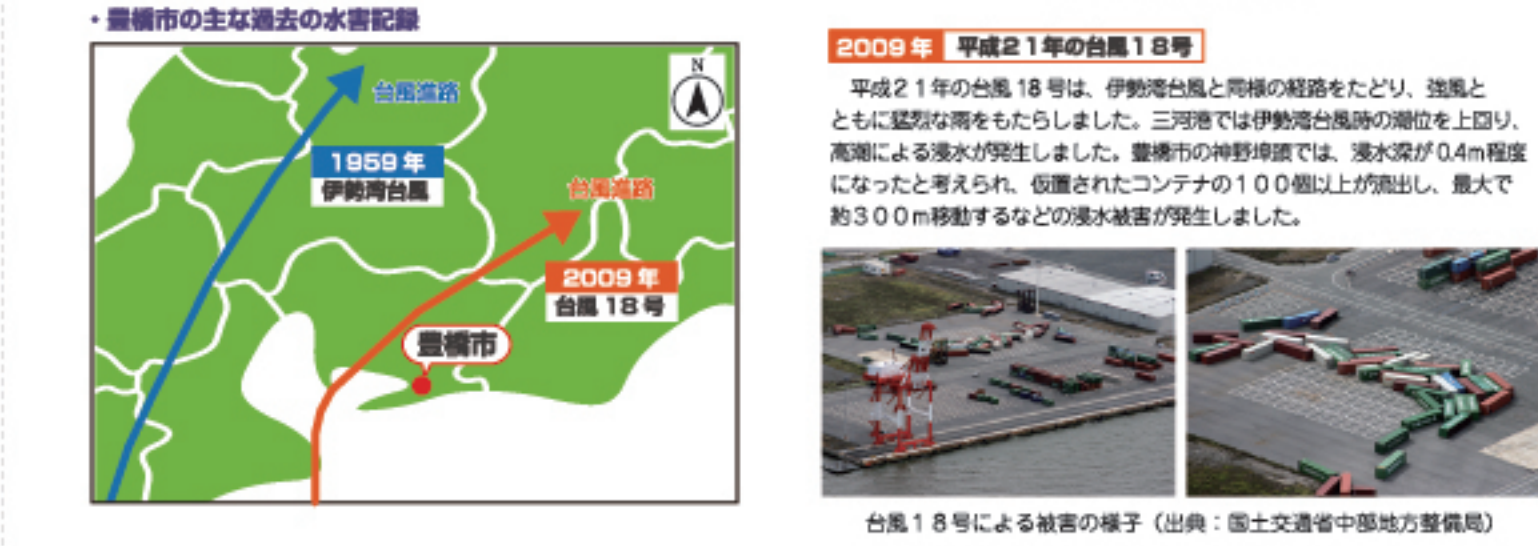 ・豊橋市の主な過去の水害記録
N
台風進路
1959年
伊勢湾台風
台風進路
2009年
台風18号
豊橋市
2009年 平成21年の台風18号
平成21年の台風18号は、伊勢湾台風と同様の経路をたどり、強風と
ともに猛烈な雨をもたらしました。三河港では伊勢湾台風時の潮位を上回り、
高潮による浸水が発生しました。豊橋市の神野埠頭では、浸水深が0.4m程度
になったと考えられ、仮置されたコンテナの100個以上が流出し、最大で
約300m移動するなどの浸水被害が発生しました。
台風18号による被害の様子（出典：国土交通省中部地方整備局）